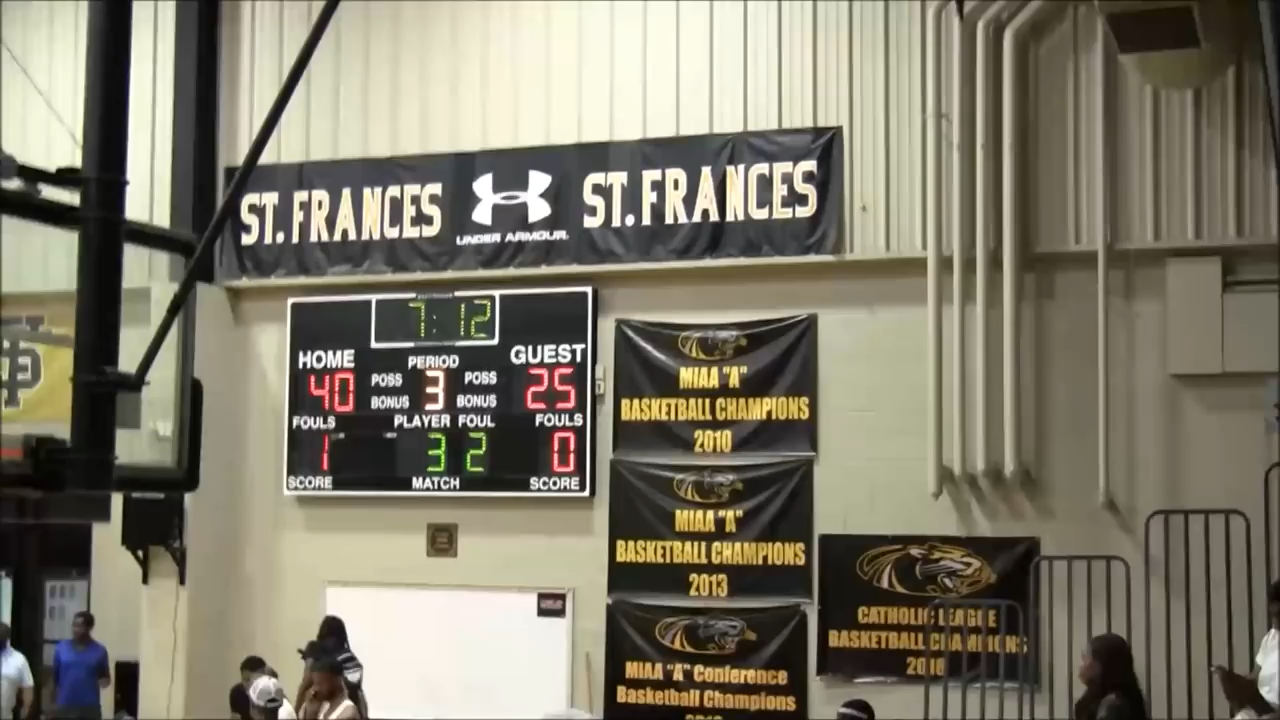 ST. FRANCES UNDER ARMOUR. ST. FRANCES
7:12
HOME PERIOD GUEST
40 POSS 3 POSS 25
BONUS BONUS
FOULS PLAYER FOUL FOULS
1 32 0
SCORE MATCH SCORE
MIAA "A"
BASKETBALL CHAMPIONS
2010
MIAA "A"
BASKETBALL CHAMPIONS
2013
MIAA "A" Conference
Basketball Champions
CATHOLIC LEAGUE
BASKETBALL CHAMPIONS